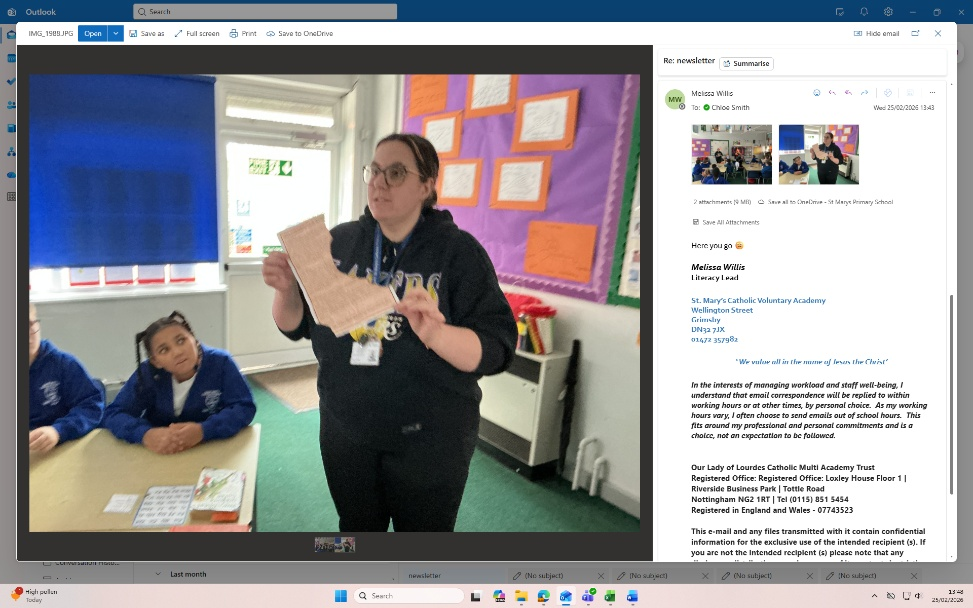 Outlook
Search
IMG_1988.JPG
Open
Save as
Full screen
Print
Save to OneDrive
Hide email
Re: newsletter
Summarise
MW
Melissa Willis
To: Chloe Smith
Wed 25/02/2026 13:43
2 attachments (9 MB)
Save all to OneDrive - St Marys Primary School
Save All Attachments
Here you go
Melissa Willis
Literacy Lead
St. Mary's Catholic Voluntary Academy
Wellington Street
Grimsby
DN32 7JX
01472 357982
"We value all in the name of Jesus the Christ"
In the interests of managing workload and staff well-being, I
understand that email correspondence will be replied to within
working hours or at other times, by personal choice. As my working
hours vary, I often choose to send emails out of school hours. This
fits around my professional and personal commitments and is a
choice, not an expectation to be followed.
Our Lady of Lourdes Catholic Multi Academy Trust
Registered Office: Registered Office: Loxley House Floor 1 |
Riverside Business Park | Tottle Road
Nottingham NG2 1RT | Tel (0115) 851 5454
Registered in England and Wales - 07743523
This e-mail and any files transmitted with it contain confidential
information for the exclusive use of the intended recipient (s). If
you are not the intended recipient (s) please note that any
Last month
newsletter
(No subject)
(No subject)
(No subject)
(No subject)
High pollen
Today
Search
13:48
25/02/2026